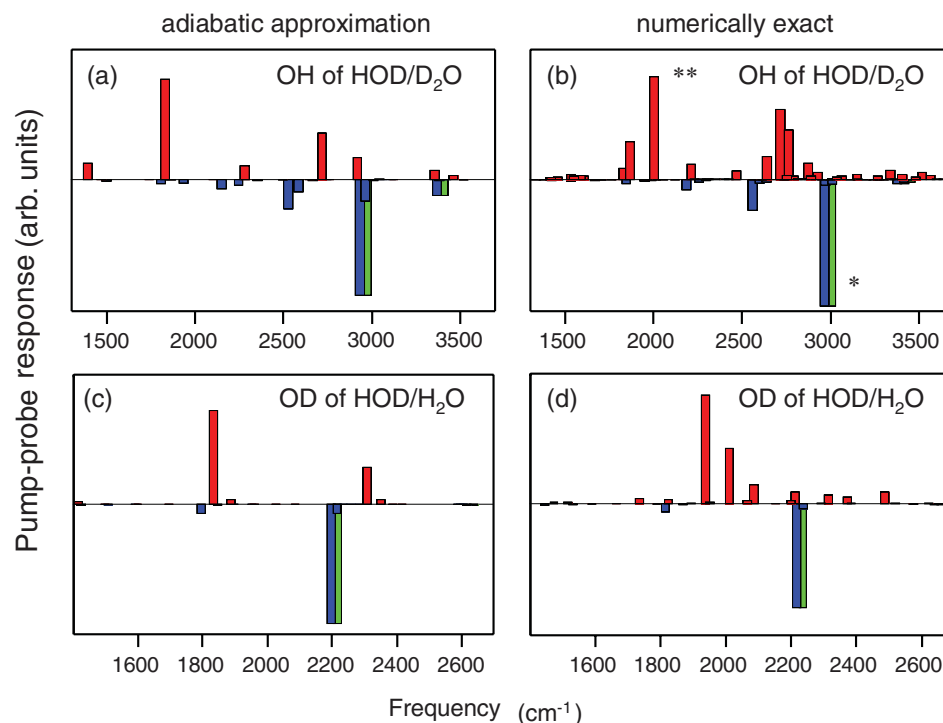 adiabatic approximation
numerically exact
Pump-probe response (arb. units)
(a) OH of HOD/D₂O
1500 2000 2500 3000 3500
(b) OH of HOD/D₂O
**
*
1500 2000 2500 3000 3500
(c) OD of HOD/H₂O
1600 1800 2000 2200 2400 2600
(d) OD of HOD/H₂O
1600 1800 2000 2200 2400 2600
Frequency (cm⁻¹)